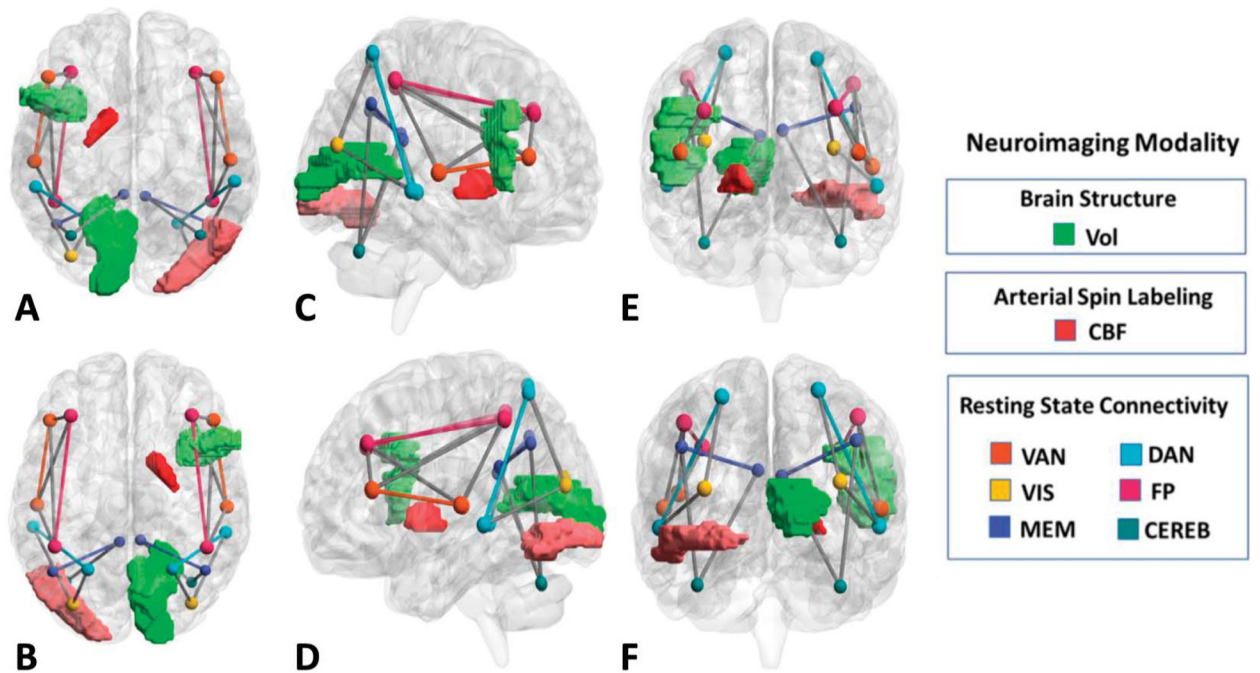 A
C
E
B
D
F
Neuroimaging Modality
Brain Structure
Vol
Arterial Spin Labeling
CBF
Resting State Connectivity
VAN
DAN
VIS
FP
MEM
CEREB